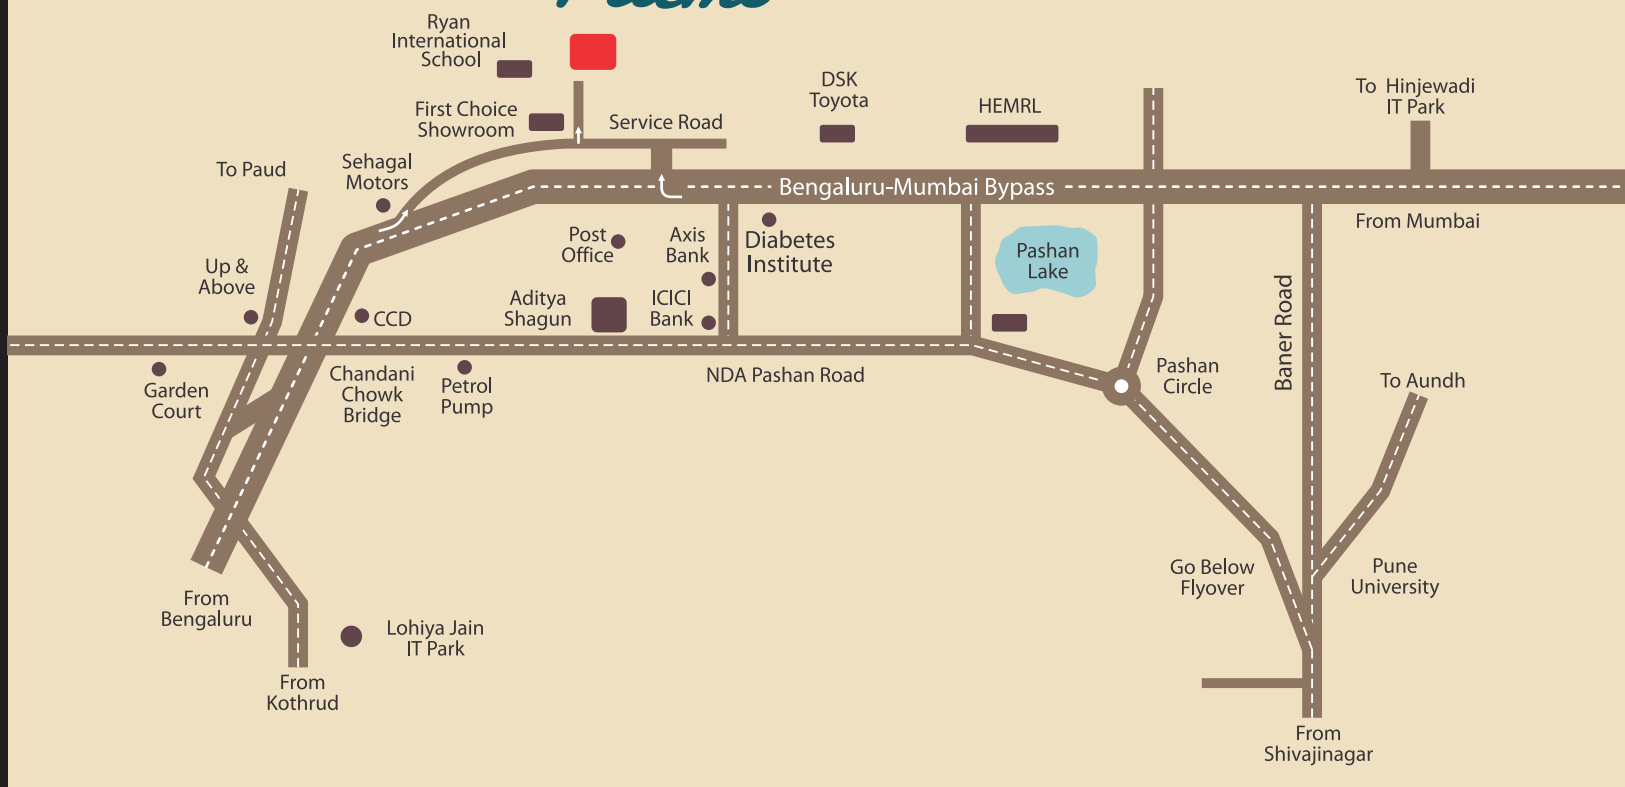 Ryan
International
School
First Choice
Showroom
Service Road
DSK
Toyota
HEMRL
To Hinjewadi
IT Park
To Paud
Sehagal
Motors
Bengaluru-Mumbai Bypass
From Mumbai
Post
Office
Axis
Bank
Diabetes
Institute
Pashan
Lake
Up &
Above
CCD
Aditya
Shagun
ICICI
Bank
Baner Road
Garden
Court
Chandani
Chowk
Bridge
Petrol
Pump
NDA Pashan Road
Pashan
Circle
To Aundh
Go Below
Flyover
Pune
University
From
Bengaluru
Lohiya Jain
IT Park
From
Kothrud
From
Shivajinagar